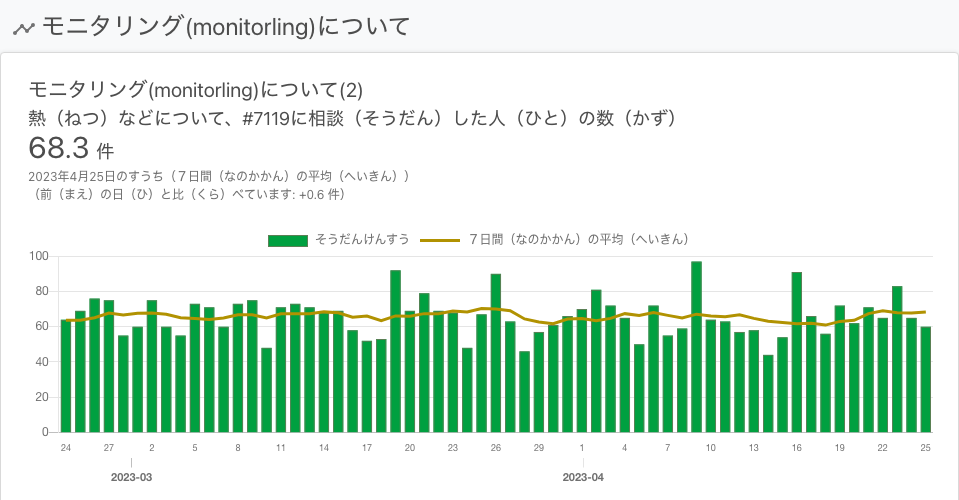 モニタリング(monitorling)について
モニタリング(monitorling)について(2)
熱（ねつ）などについて、#7119に相談（そうだん）した人（ひと）の数（かず）
68.3 件
2023年4月25日のすうち（７日間（なのかかん）の平均（へいきん））
（前（まえ）の日（ひ）と比（くら）べています: +0.6 件）
そうだんけんすう ７日間（なのかかん）の平均（へいきん）
100
80
60
40
20
0
24 27 2 5 8 11 14 17 20 23 26 29 1 4 7 10 13 16 19 22 25
2023-03 2023-04